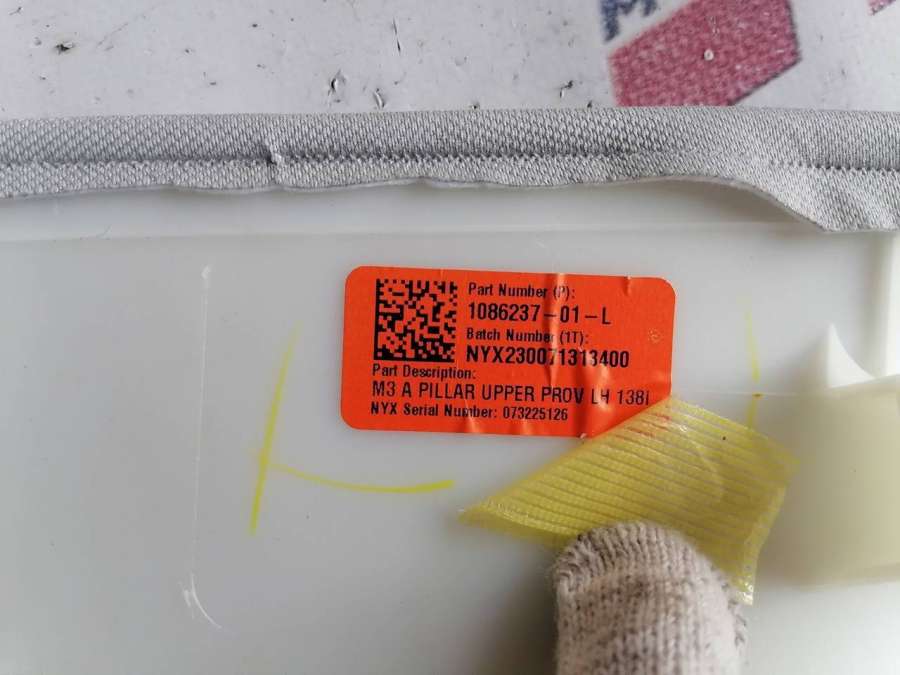 Part Number (P):
1086237-01-L
Batch Number (1T):
NYX230071313400
Part Description:
M3 A PILLAR UPPER PROV LH 138I
NYX Serial Number: 073225126